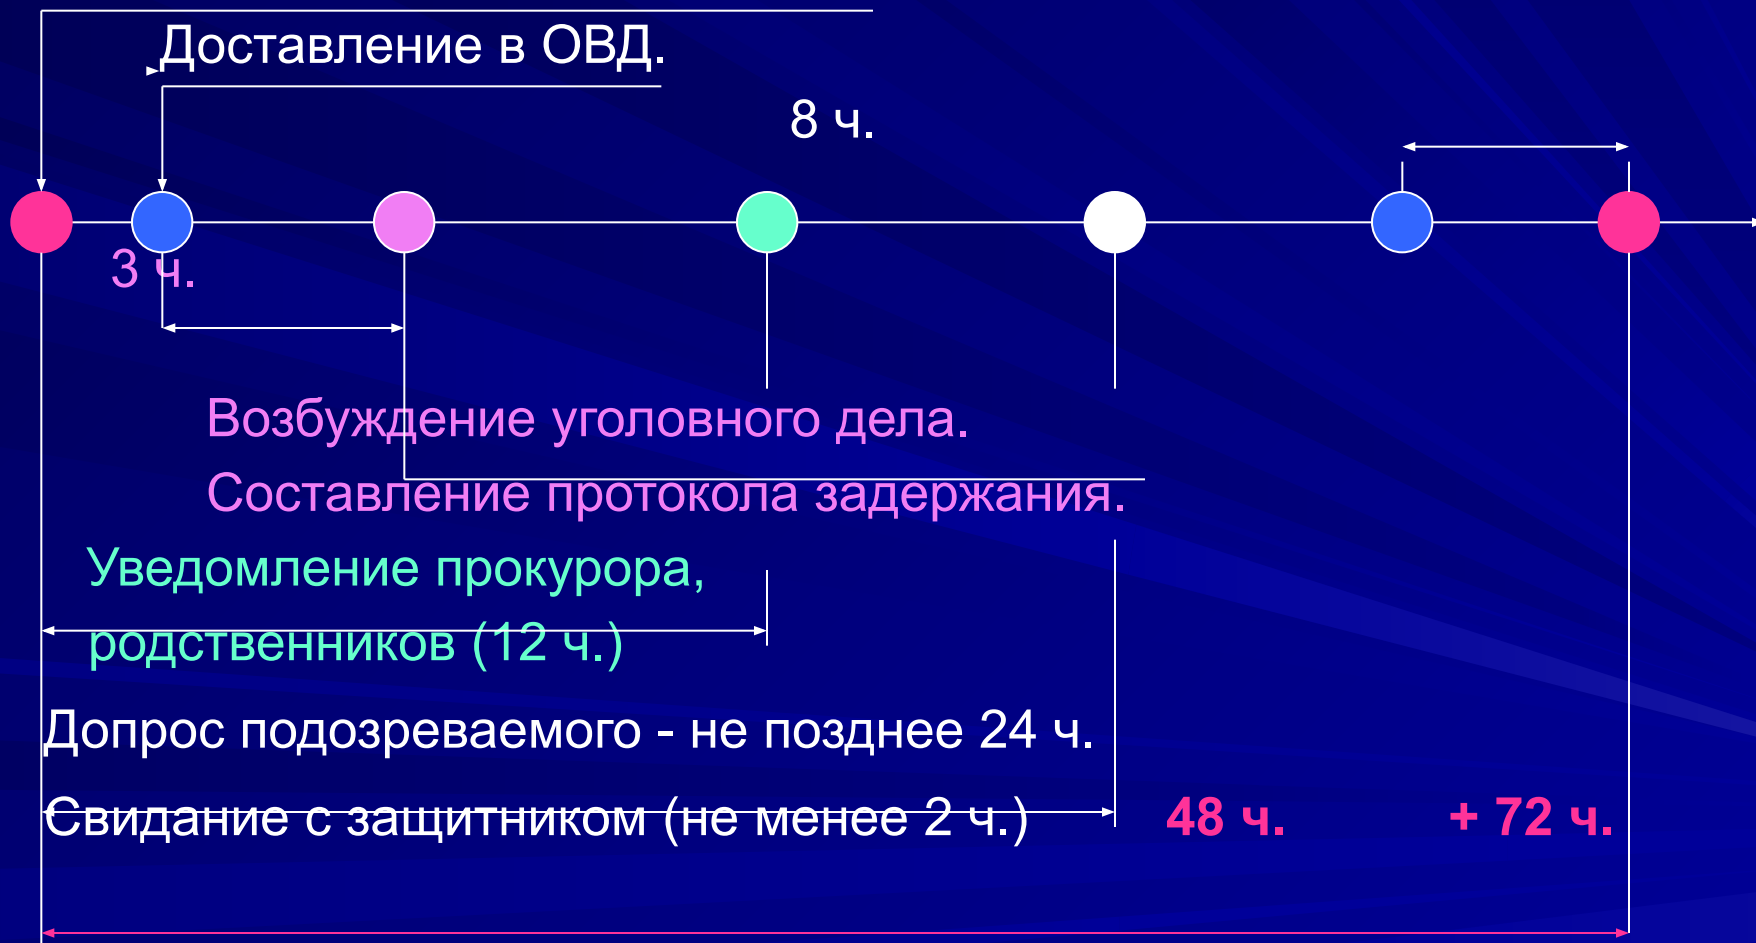 Доставление в ОВД.
8 ч.
3 ч.
Возбуждение уголовного дела.
Составление протокола задержания.
Уведомление прокурора,
родственников (12 ч.)
Допрос подозреваемого - не позднее 24 ч.
Свидание с защитником (не менее 2 ч.) 48 ч. + 72 ч.